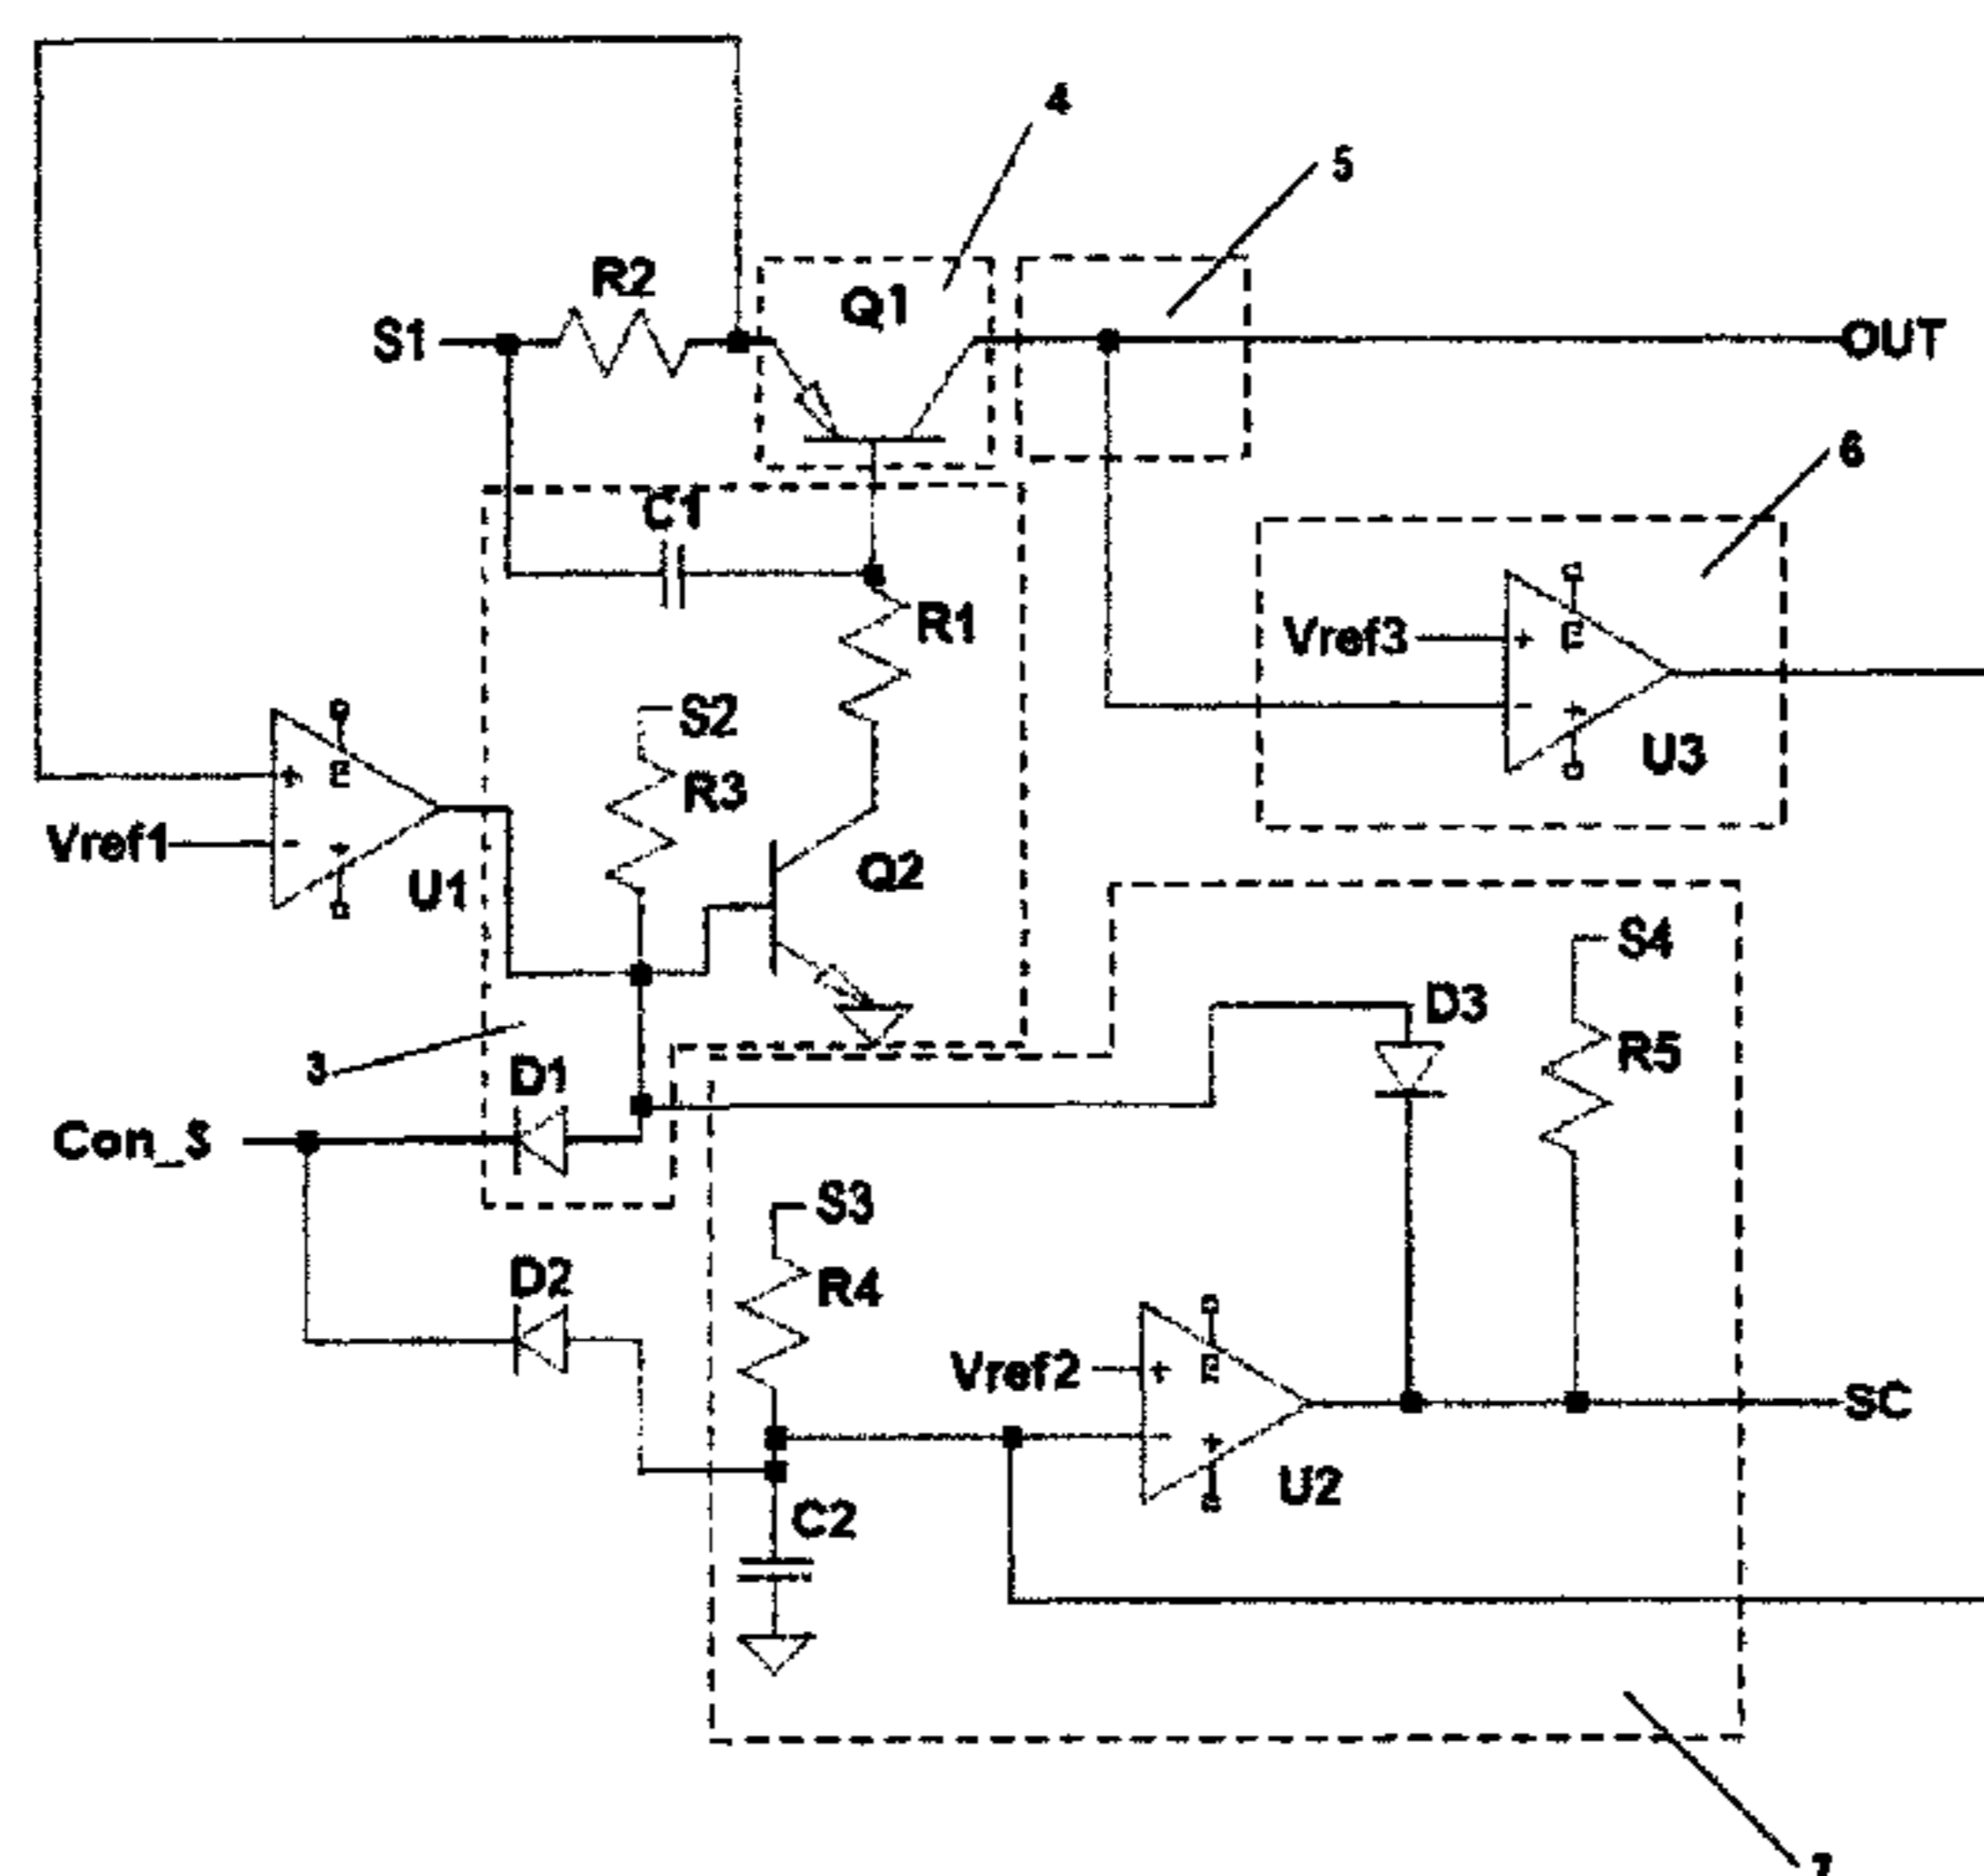 4
5
R2
Q1
S1
OUT
6
C1
R1
Vref3
+
E
S2
-
+
R3
U3
+
E
Vref1
-
+
Q2
U1
S4
D3
3
D1
R5
Con_S
S3
D2
R4
Vref2
+
E
SC
-
+
U2
C2
7